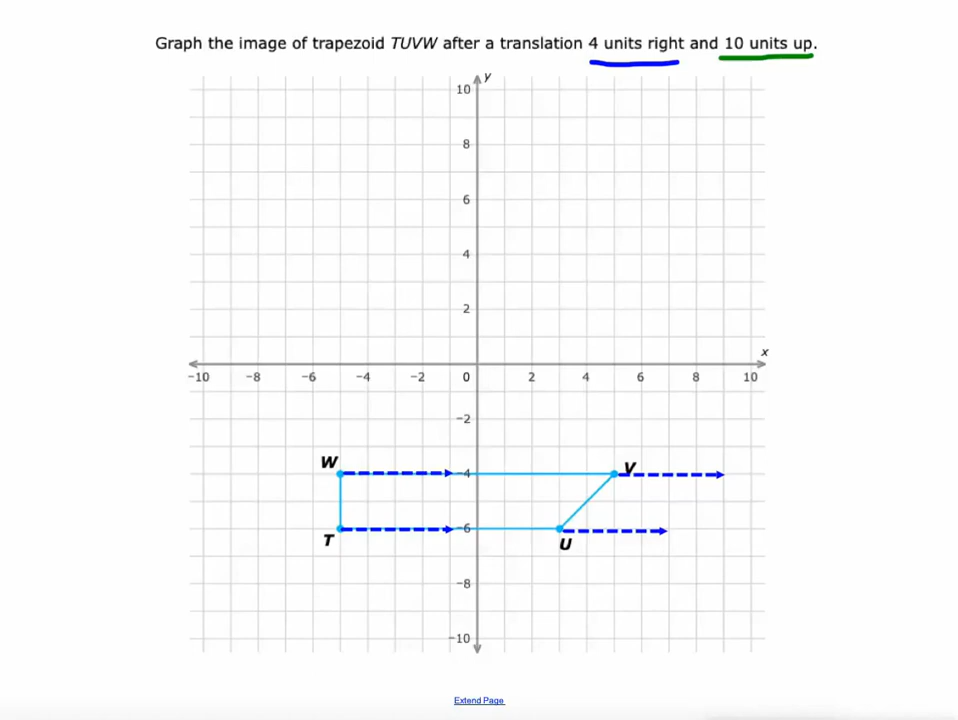 Graph the image of trapezoid TUVW after a translation 4 units right and 10 units up.
y
10
8
6
4
2
x
−10 −8 −6 −4 −2 0 2 4 6 8 10
−2
W V
−4
−6
T U
−8
−10
Extend Page